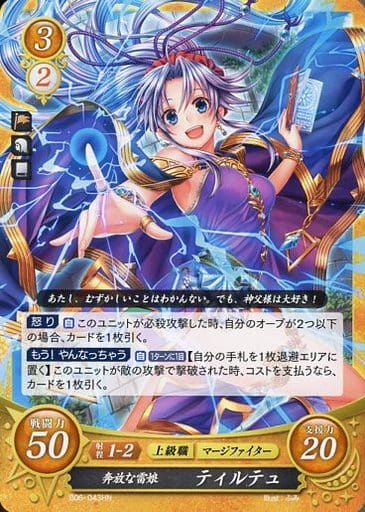 3
2
あたし、むずかしいことはわかんない。でも、神父様は大好き！
怒り 自 このユニットが必殺攻撃した時、自分のオーブが2つ以下
の場合、カードを1枚引く。
もう！やんなっちゃう 自 1ターンに1回 【自分の手札を1枚退避エリアに
置く】このユニットが敵の攻撃で撃破された時、コストを支払うなら、
カードを1枚引く。
戦闘力
50
射程 1-2
上級職
マージファイター
支援力
20
奔放な雷娘 ティルテュ
B06-043HN
Illust：ふみ